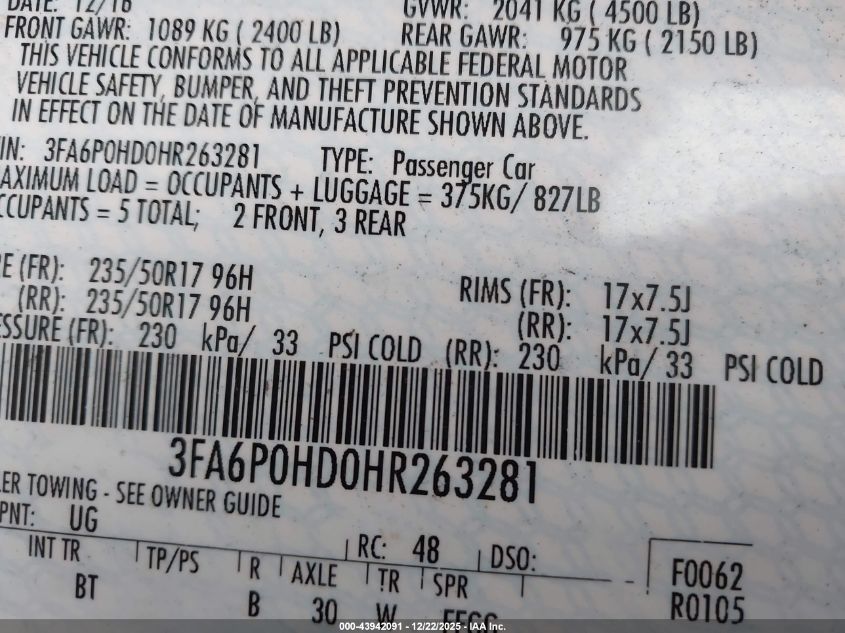 DATE: 12/16 GVWR: 2041 KG ( 4500 LB)
FRONT GAWR: 1089 KG ( 2400 LB) REAR GAWR: 975 KG ( 2150 LB)
THIS VEHICLE CONFORMS TO ALL APPLICABLE FEDERAL MOTOR
VEHICLE SAFETY, BUMPER, AND THEFT PREVENTION STANDARDS
IN EFFECT ON THE DATE OF MANUFACTURE SHOWN ABOVE.
IN: 3FA6P0HD0HR263281 TYPE: Passenger Car
AXIMUM LOAD = OCCUPANTS + LUGGAGE = 375KG/ 827LB
CCUPANTS = 5 TOTAL; 2 FRONT, 3 REAR
E (FR): 235/50R17 96H RIMS (FR): 17x7.5J
(RR): 235/50R17 96H (RR): 17x7.5J
ESSURE (FR): 230 kPa/ 33 PSI COLD (RR): 230 kPa/ 33 PSI COLD
3FA6P0HD0HR263281
LER TOWING - SEE OWNER GUIDE
PNT: UG RC: 48 DSO:
INT TR TP/PS R AXLE TR SPR F0062
BT B 30 W R0105
000-43942091 - 12/22/2025 - IAA Inc.